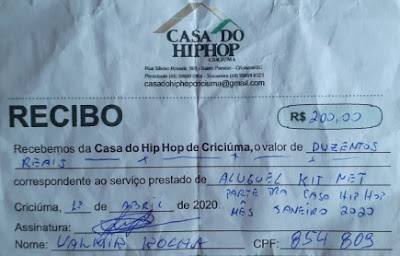 CASA DO
HIPHOP
CRICIÚMA
casadohiphopcriciuma@gmail.com
RECIBO
R$ 200,00
Recebemos da Casa do Hip Hop de Criciúma, o valor de DUZENTOS
REAIS
correspondente ao serviço prestado de ALUGUEL KIT NET
PARTE DA CASO HIP HOP
Criciúma, 1º de ABRIL de 2020. MÊS JANEIRO 2020
Assinatura:
Nome: VALMIR ROCHA CPF: 854 809